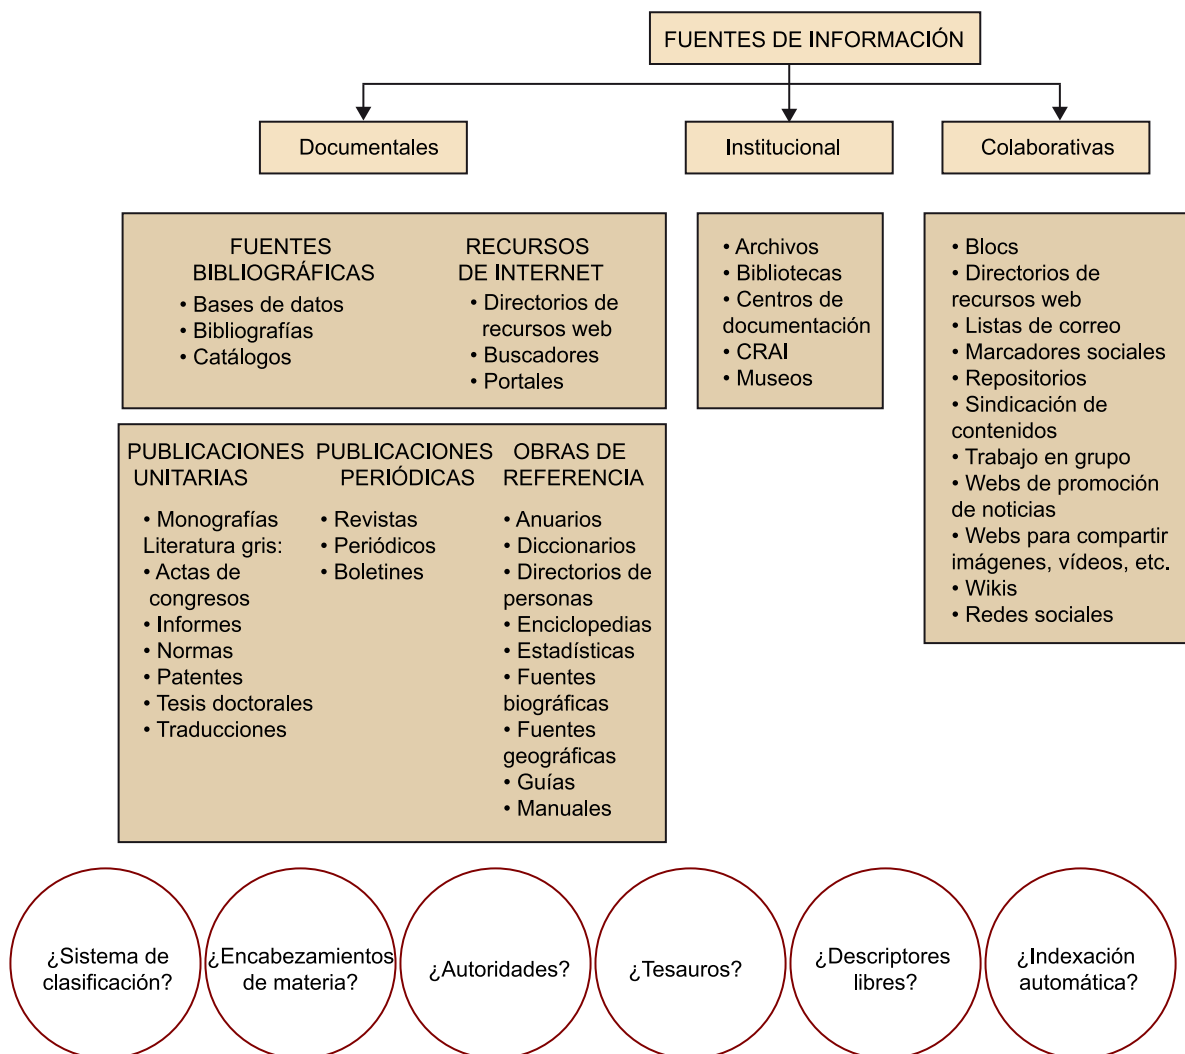 FUENTES DE INFORMACIÓN
Documentales
Institucional
Colaborativas
FUENTES
BIBLIOGRÁFICAS
• Bases de datos
• Bibliografías
• Catálogos
RECURSOS
DE INTERNET
• Directorios de
recursos web
• Buscadores
• Portales
• Archivos
• Bibliotecas
• Centros de
documentación
• CRAI
• Museos
• Blocs
• Directorios de
recursos web
• Listas de correo
• Marcadores sociales
• Repositorios
• Sindicación de
contenidos
• Trabajo en grupo
• Webs de promoción
de noticias
• Webs para compartir
imágenes, vídeos, etc.
• Wikis
• Redes sociales
PUBLICACIONES
UNITARIAS
• Monografías
Literatura gris:
• Actas de
congresos
• Informes
• Normas
• Patentes
• Tesis doctorales
• Traducciones
PUBLICACIONES
PERIÓDICAS
• Revistas
• Periódicos
• Boletines
OBRAS DE
REFERENCIA
• Anuarios
• Diccionarios
• Directorios de
personas
• Enciclopedias
• Estadísticas
• Fuentes
biográficas
• Fuentes
geográficas
• Guías
• Manuales
¿Sistema de
clasificación?
¿Encabezamientos
de materia?
¿Autoridades?
¿Tesauros?
¿Descriptores
libres?
¿Indexación
automática?